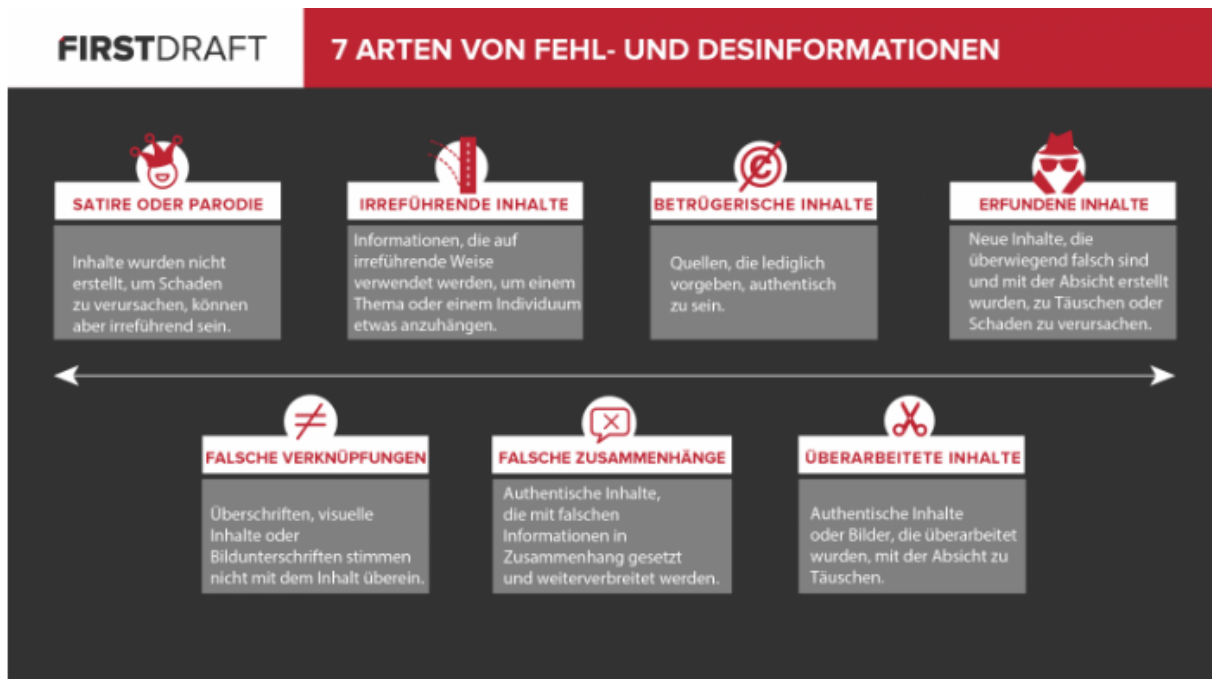 FIRSTDRAFT
7 ARTEN VON FEHL- UND DESINFORMATIONEN
SATIRE ODER PARODIE
Inhalte wurden nicht
erstellt, um Schaden
zu verursachen, können
aber irreführend sein.
IRREFÜHRENDE INHALTE
Informationen, die auf
irreführende Weise
verwendet werden, um einem
Thema oder einem Individuum
etwas anzuhängen.
BETRÜGERISCHE INHALTE
Quellen, die lediglich
vorgeben, authentisch
zu sein.
ERFUNDENE INHALTE
Neue Inhalte, die
überwiegend falsch sind
und mit der Absicht erstellt
wurden, zu Täuschen oder
Schaden zu verursachen.
FALSCHE VERKNÜPFUNGEN
Überschriften, visuelle
Inhalte oder
Bildunterschriften stimmen
nicht mit dem Inhalt überein.
FALSCHE ZUSAMMENHÄNGE
Authentische Inhalte,
die mit falschen
Informationen in
Zusammenhang gesetzt
und weiterverbreitet werden.
ÜBERARBEITETE INHALTE
Authentische Inhalte
oder Bilder, die überarbeitet
wurden, mit der Absicht zu
Täuschen.